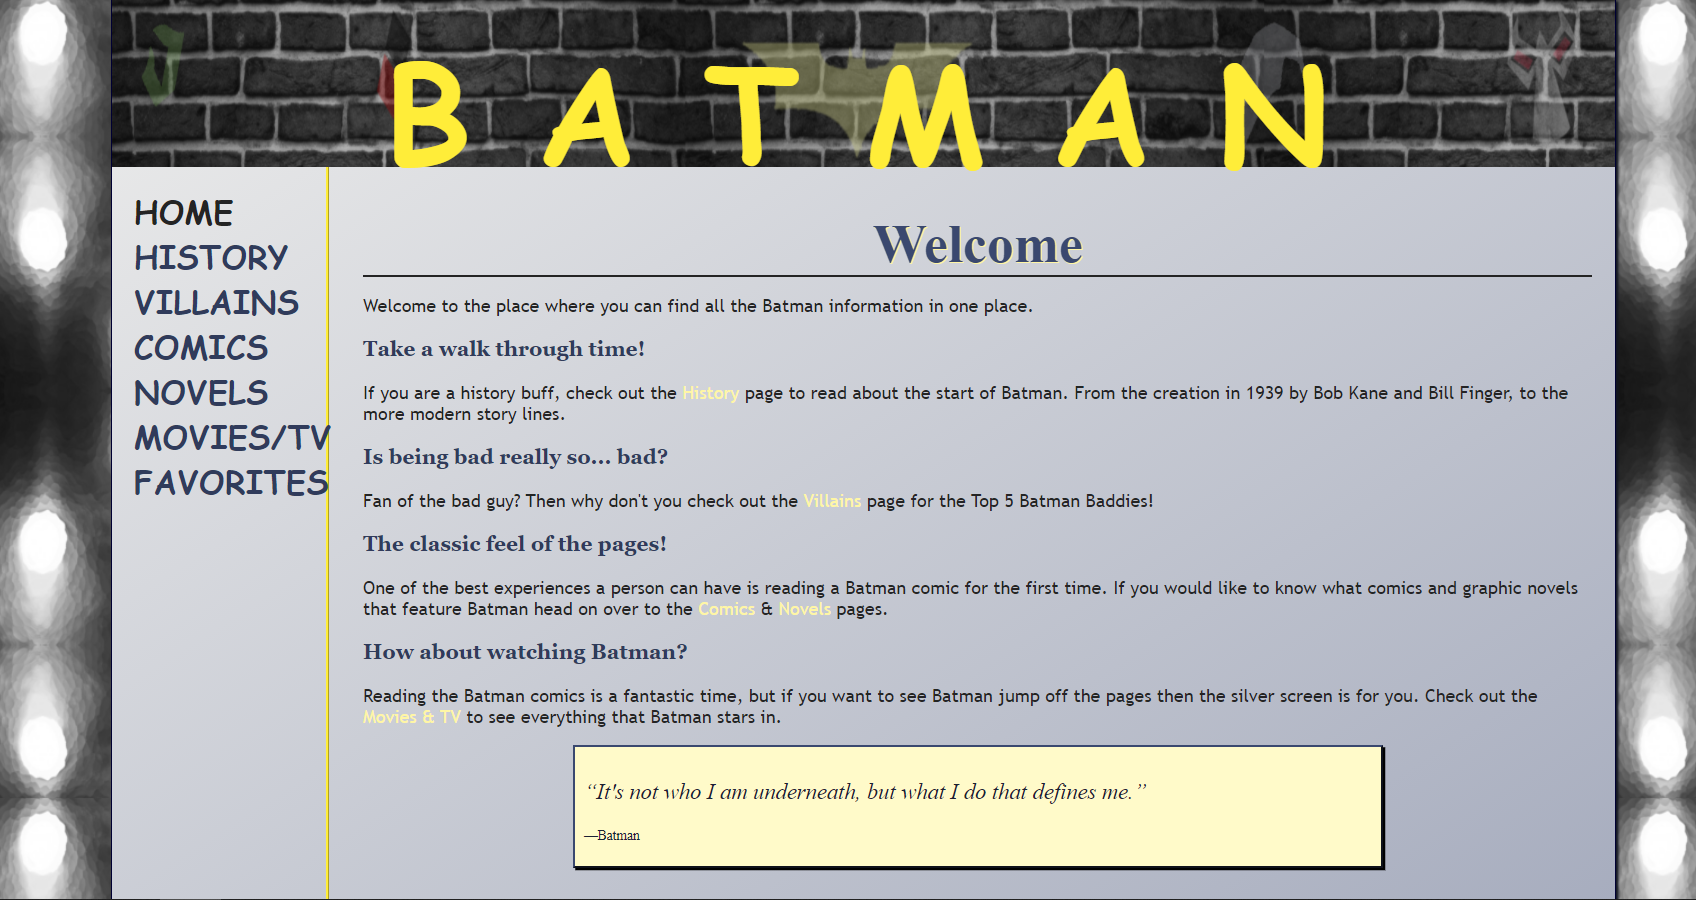 BATMAN
HOME
HISTORY
VILLAINS
COMICS
NOVELS
MOVIES/TV
FAVORITES
Welcome
Welcome to the place where you can find all the Batman information in one place.
Take a walk through time!
If you are a history buff, check out the History page to read about the start of Batman. From the creation in 1939 by Bob Kane and Bill Finger, to the
more modern story lines.
Is being bad really so... bad?
Fan of the bad guy? Then why don't you check out the Villains page for the Top 5 Batman Baddies!
The classic feel of the pages!
One of the best experiences a person can have is reading a Batman comic for the first time. If you would like to know what comics and graphic novels
that feature Batman head on over to the Comics & Novels pages.
How about watching Batman?
Reading the Batman comics is a fantastic time, but if you want to see Batman jump off the pages then the silver screen is for you. Check out the
Movies & TV to see everything that Batman stars in.
“It's not who I am underneath, but what I do that defines me.”
—Batman